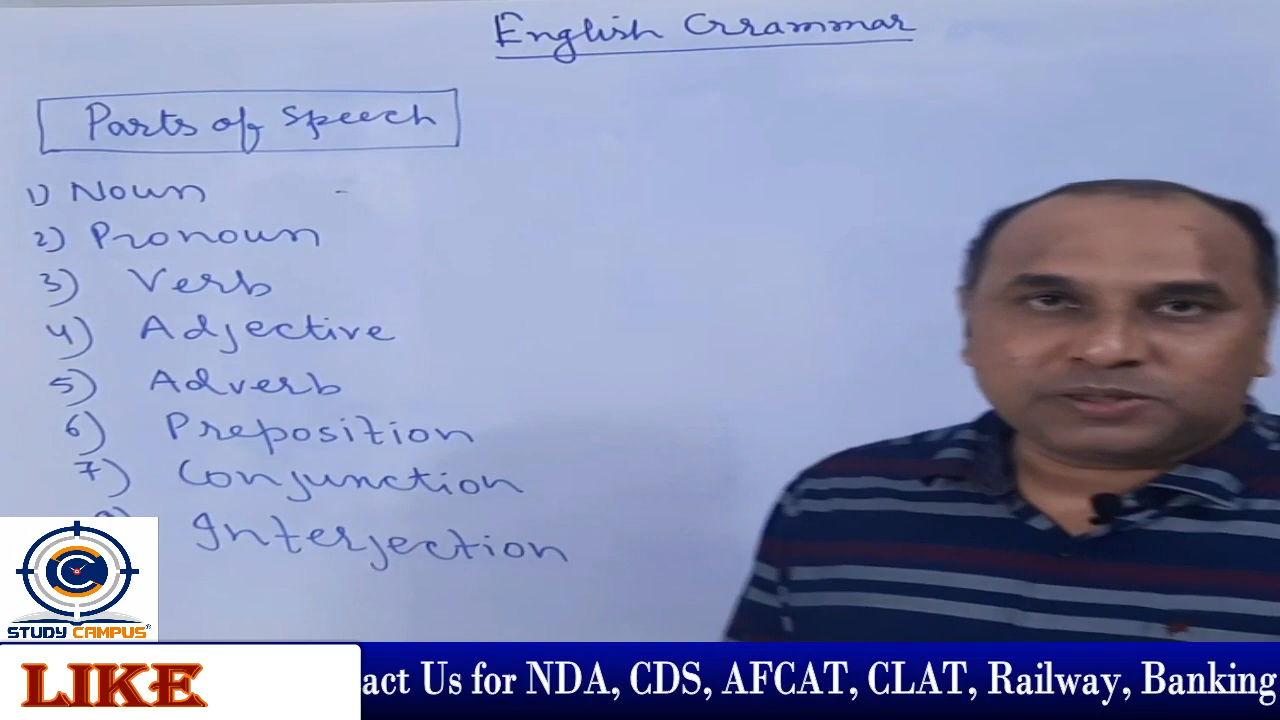 English Grammar
Parts of Speech
1) Noun
2) Pronoun
3) Verb
4) Adjective
5) Adverb
6) Preposition
7) Conjunction
Interjection
STUDY CAMPUS
LIKE
act Us for NDA, CDS, AFCAT, CLAT, Railway, Banking